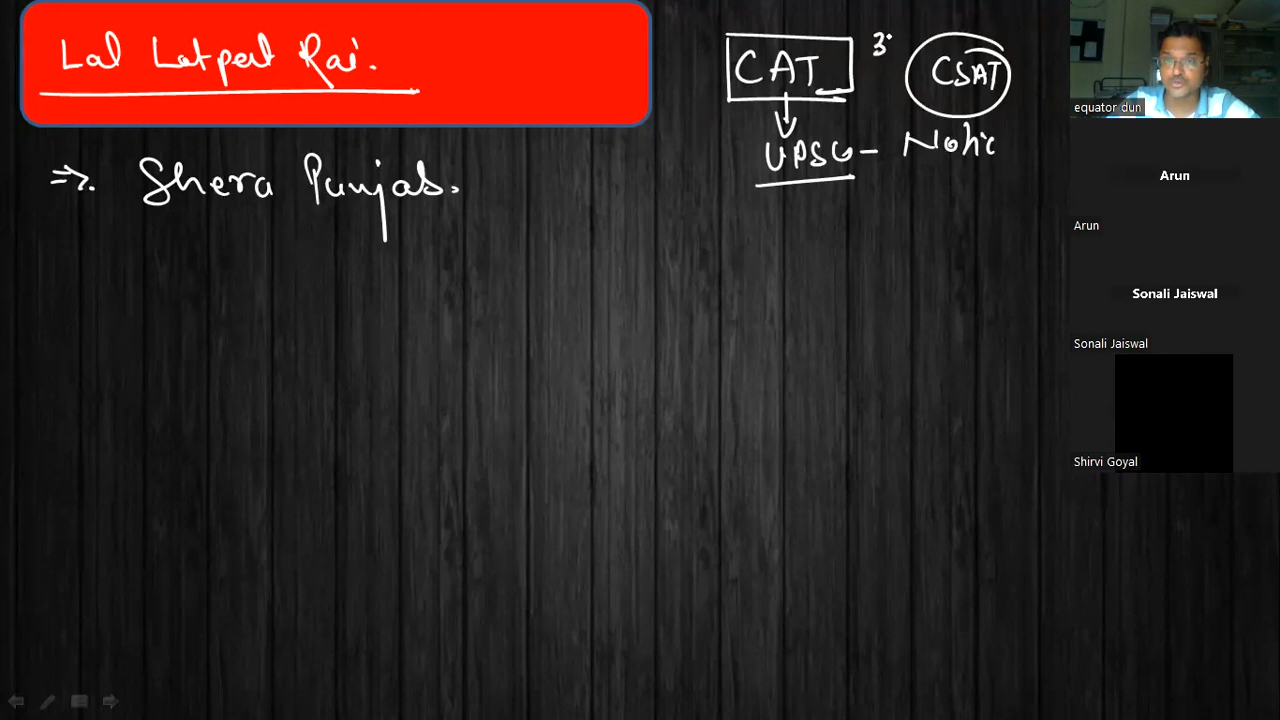 Lal Latpat Rai.
⇒. Shera Punjab.
CAT 3. CSAT
UPSC - Notic
equator dun
Arun
Arun
Sonali Jaiswal
Sonali Jaiswal
Shirvi Goyal